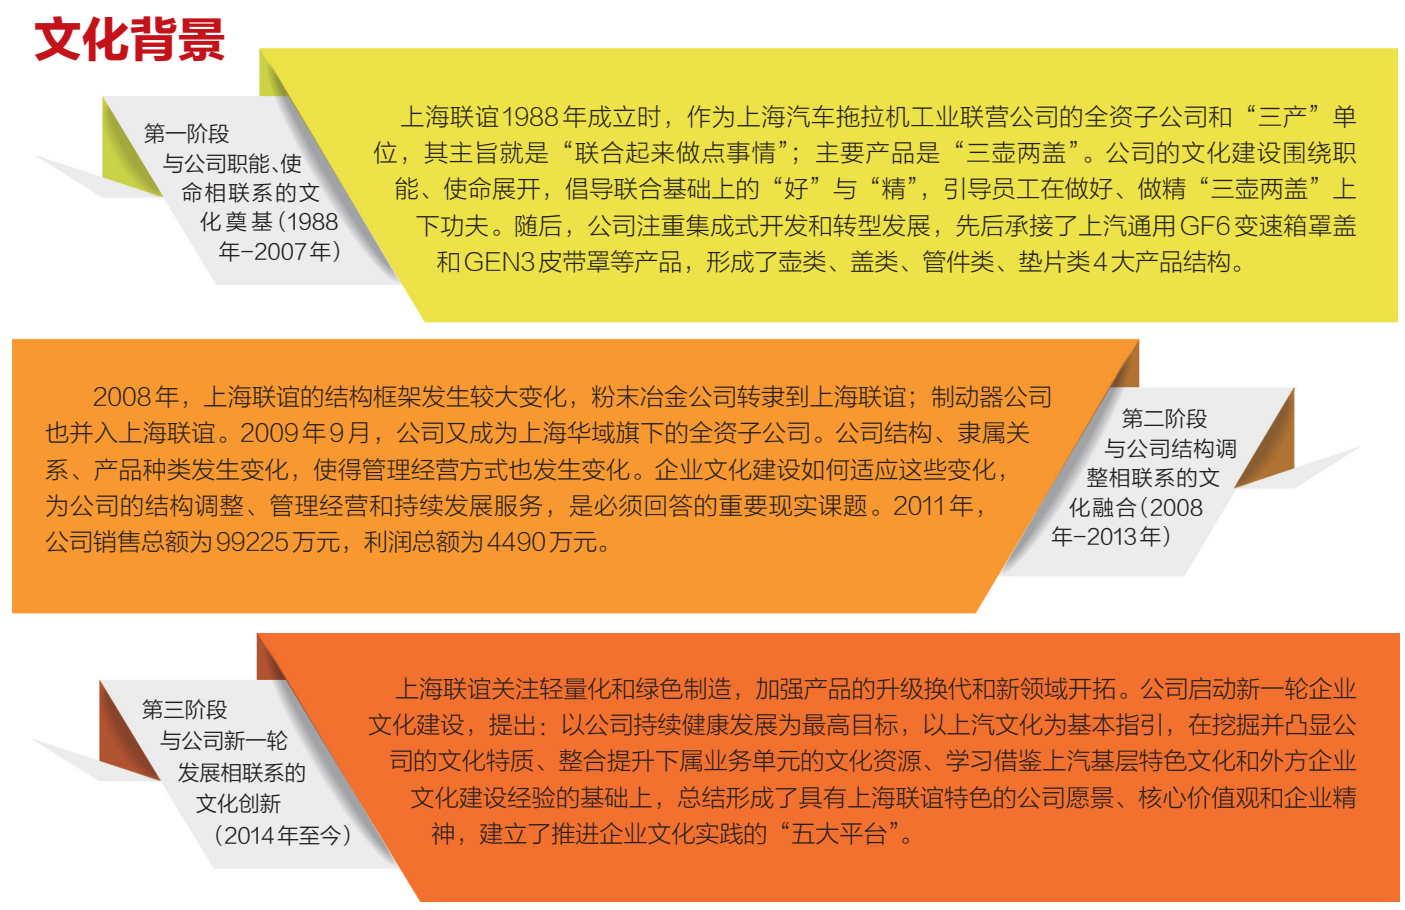 文化背景
第一阶段
与公司职能、使
命相联系的文
化奠基（1988
年-2007年）
上海联谊1988年成立时，作为上海汽车拖拉机工业联营公司的全资子公司和“三产”单
位，其主旨就是“联合起来做点事情”；主要产品是“三壶两盖”。公司的文化建设围绕职
能、使命展开，倡导联合基础上的“好”与“精”，引导员工在做好、做精“三壶两盖”上
下功夫。随后，公司注重集成式开发和转型发展，先后承接了上汽通用GF6变速箱罩盖
和GEN3皮带罩等产品，形成了壶类、盖类、管件类、垫片类4大产品结构。
2008年，上海联谊的结构框架发生较大变化，粉末冶金公司转隶到上海联谊；制动器公司
也并入上海联谊。2009年9月，公司又成为上海华域旗下的全资子公司。公司结构、隶属关
系、产品种类发生变化，使得管理经营方式也发生变化。企业文化建设如何适应这些变化，
为公司的结构调整、管理经营和持续发展服务，是必须回答的重要现实课题。2011年，
公司销售总额为99225万元，利润总额为4490万元。
第二阶段
与公司结构调
整相联系的文
化融合（2008
年-2013年）
第三阶段
与公司新一轮
发展相联系的
文化创新
（2014年至今）
上海联谊关注轻量化和绿色制造，加强产品的升级换代和新领域开拓。公司启动新一轮企业
文化建设，提出：以公司持续健康发展为最高目标，以上汽文化为基本指引，在挖掘并凸显公
司的文化特质、整合提升下属业务单元的文化资源、学习借鉴上汽基层特色文化和外方企业
文化建设经验的基础上，总结形成了具有上海联谊特色的公司愿景、核心价值观和企业精
神，建立了推进企业文化实践的“五大平台”。